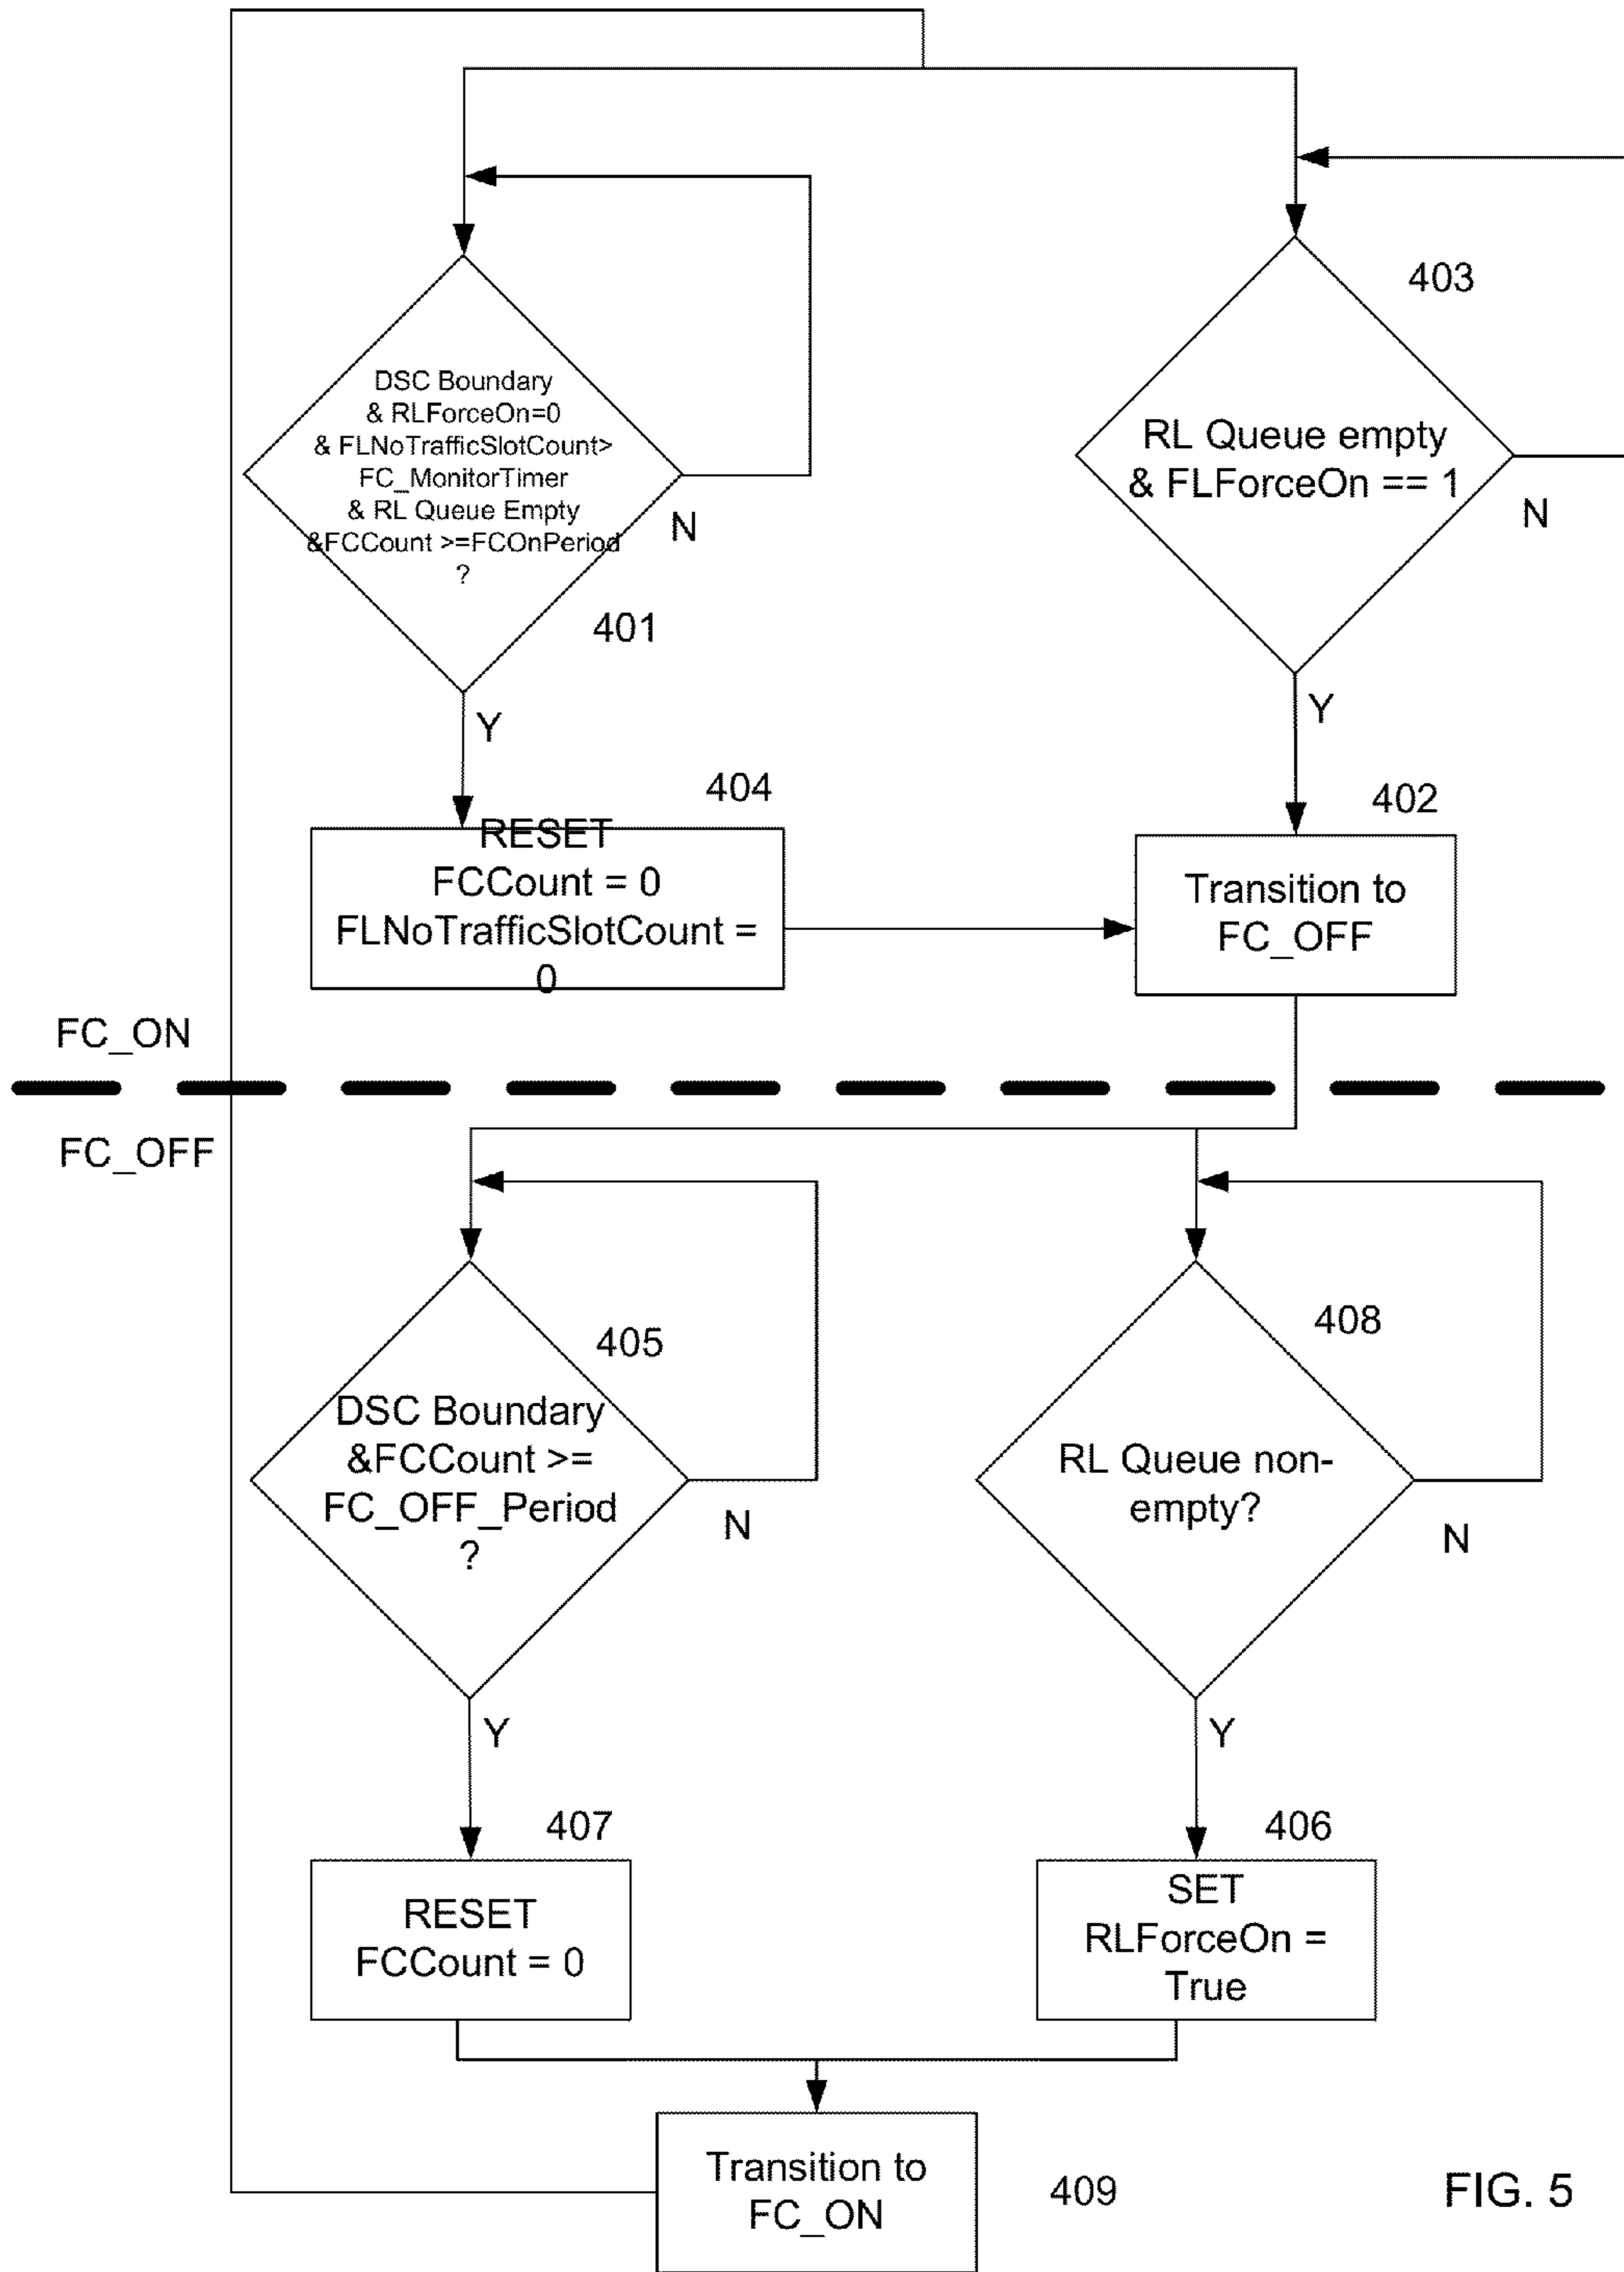 403
DSC Boundary
& RLForceOn=0
& FLNoTrafficSlotCount>
FC_MonitorTimer
& RL Queue Empty
&FCCount >=FCOnPeriod
?
N
401
RL Queue empty
& FLForceOn == 1
N
Y
Y
404
402
RESET
FCCount = 0
FLNoTrafficSlotCount =
0
Transition to
FC_OFF
FC_ON
FC_OFF
405
408
DSC Boundary
&FCCount >=
FC_OFF_Period
?
N
RL Queue non-
empty?
N
Y
Y
407
406
RESET
FCCount = 0
SET
RLForceOn =
True
Transition to
FC_ON
409
FIG. 5